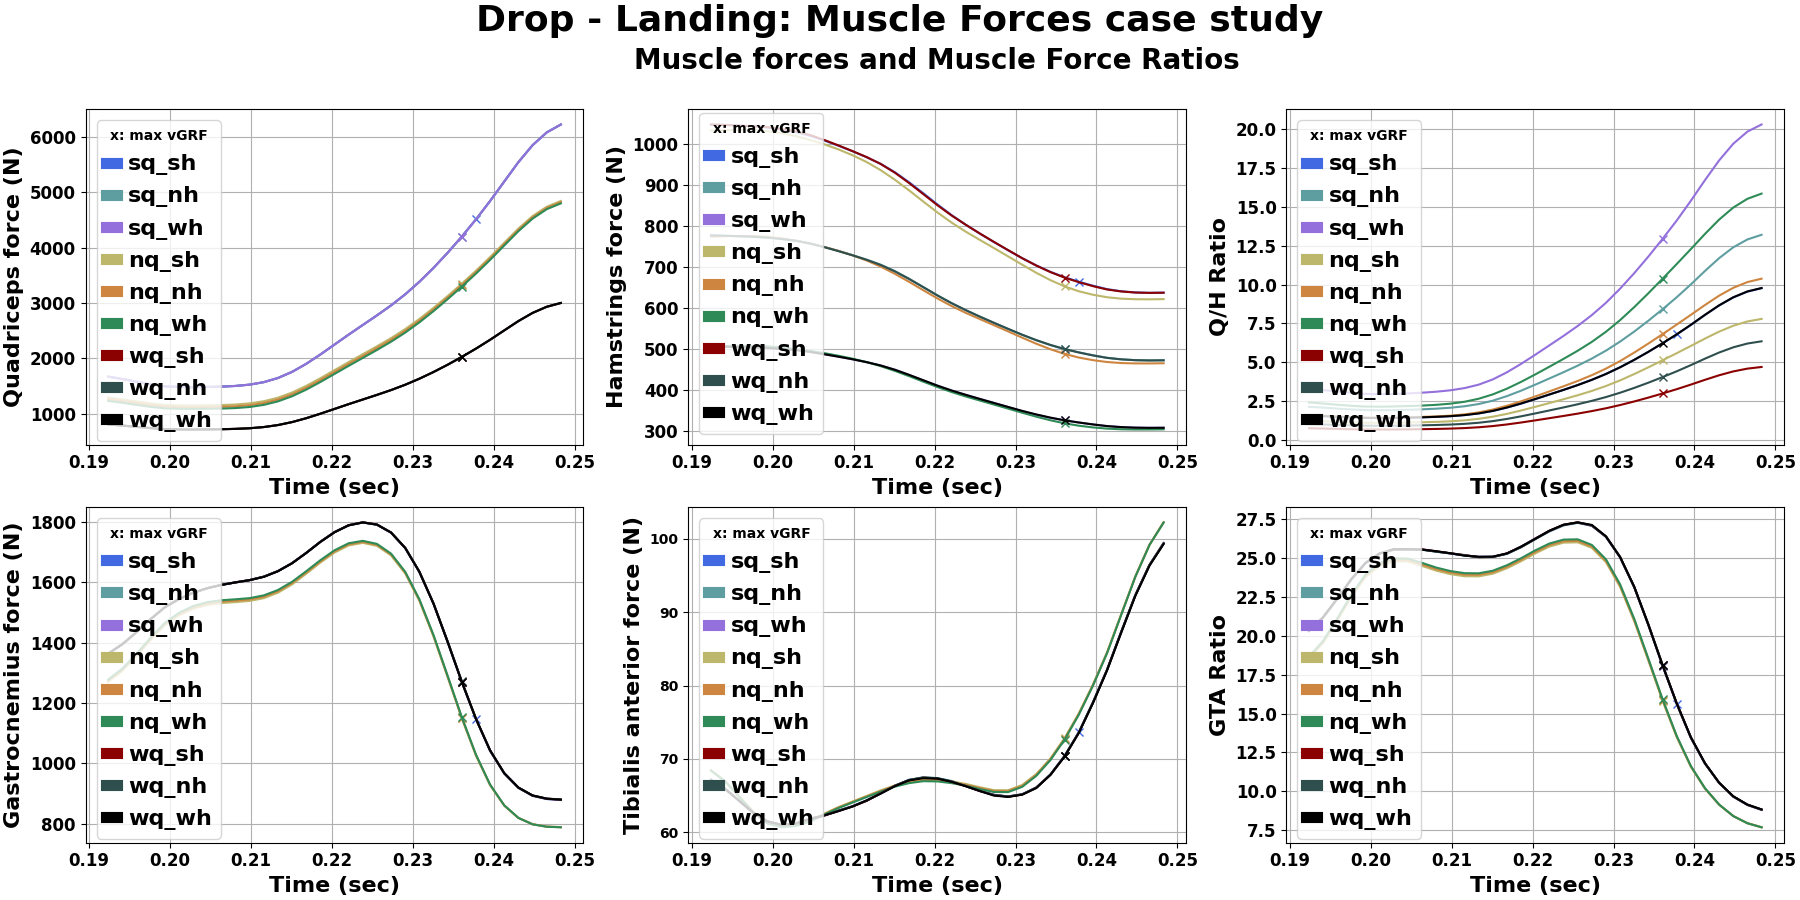 Drop - Landing: Muscle Forces case study
Muscle forces and Muscle Force Ratios
Quadriceps force (N)
6000
5000
4000
3000
2000
1000
x: max vGRF
sq_sh
sq_nh
sq_wh
nq_sh
nq_nh
nq_wh
wq_sh
wq_nh
wq_wh
0.19 0.20 0.21 0.22 0.23 0.24 0.25
Time (sec)
Hamstrings force (N)
1000
900
800
700
600
500
400
300
x: max vGRF
sq_sh
sq_nh
sq_wh
nq_sh
nq_nh
nq_wh
wq_sh
wq_nh
wq_wh
0.19 0.20 0.21 0.22 0.23 0.24 0.25
Time (sec)
Q/H Ratio
20.0
17.5
15.0
12.5
10.0
7.5
5.0
2.5
0.0
x: max vGRF
sq_sh
sq_nh
sq_wh
nq_sh
nq_nh
nq_wh
wq_sh
wq_nh
wq_wh
0.19 0.20 0.21 0.22 0.23 0.24 0.25
Time (sec)
Gastrocnemius force (N)
1800
1600
1400
1200
1000
800
x: max vGRF
sq_sh
sq_nh
sq_wh
nq_sh
nq_nh
nq_wh
wq_sh
wq_nh
wq_wh
0.19 0.20 0.21 0.22 0.23 0.24 0.25
Time (sec)
Tibialis anterior force (N)
100
90
80
70
60
x: max vGRF
sq_sh
sq_nh
sq_wh
nq_sh
nq_nh
nq_wh
wq_sh
wq_nh
wq_wh
0.19 0.20 0.21 0.22 0.23 0.24 0.25
Time (sec)
GTA Ratio
27.5
25.0
22.5
20.0
17.5
15.0
12.5
10.0
7.5
x: max vGRF
sq_sh
sq_nh
sq_wh
nq_sh
nq_nh
nq_wh
wq_sh
wq_nh
wq_wh
0.19 0.20 0.21 0.22 0.23 0.24 0.25
Time (sec)